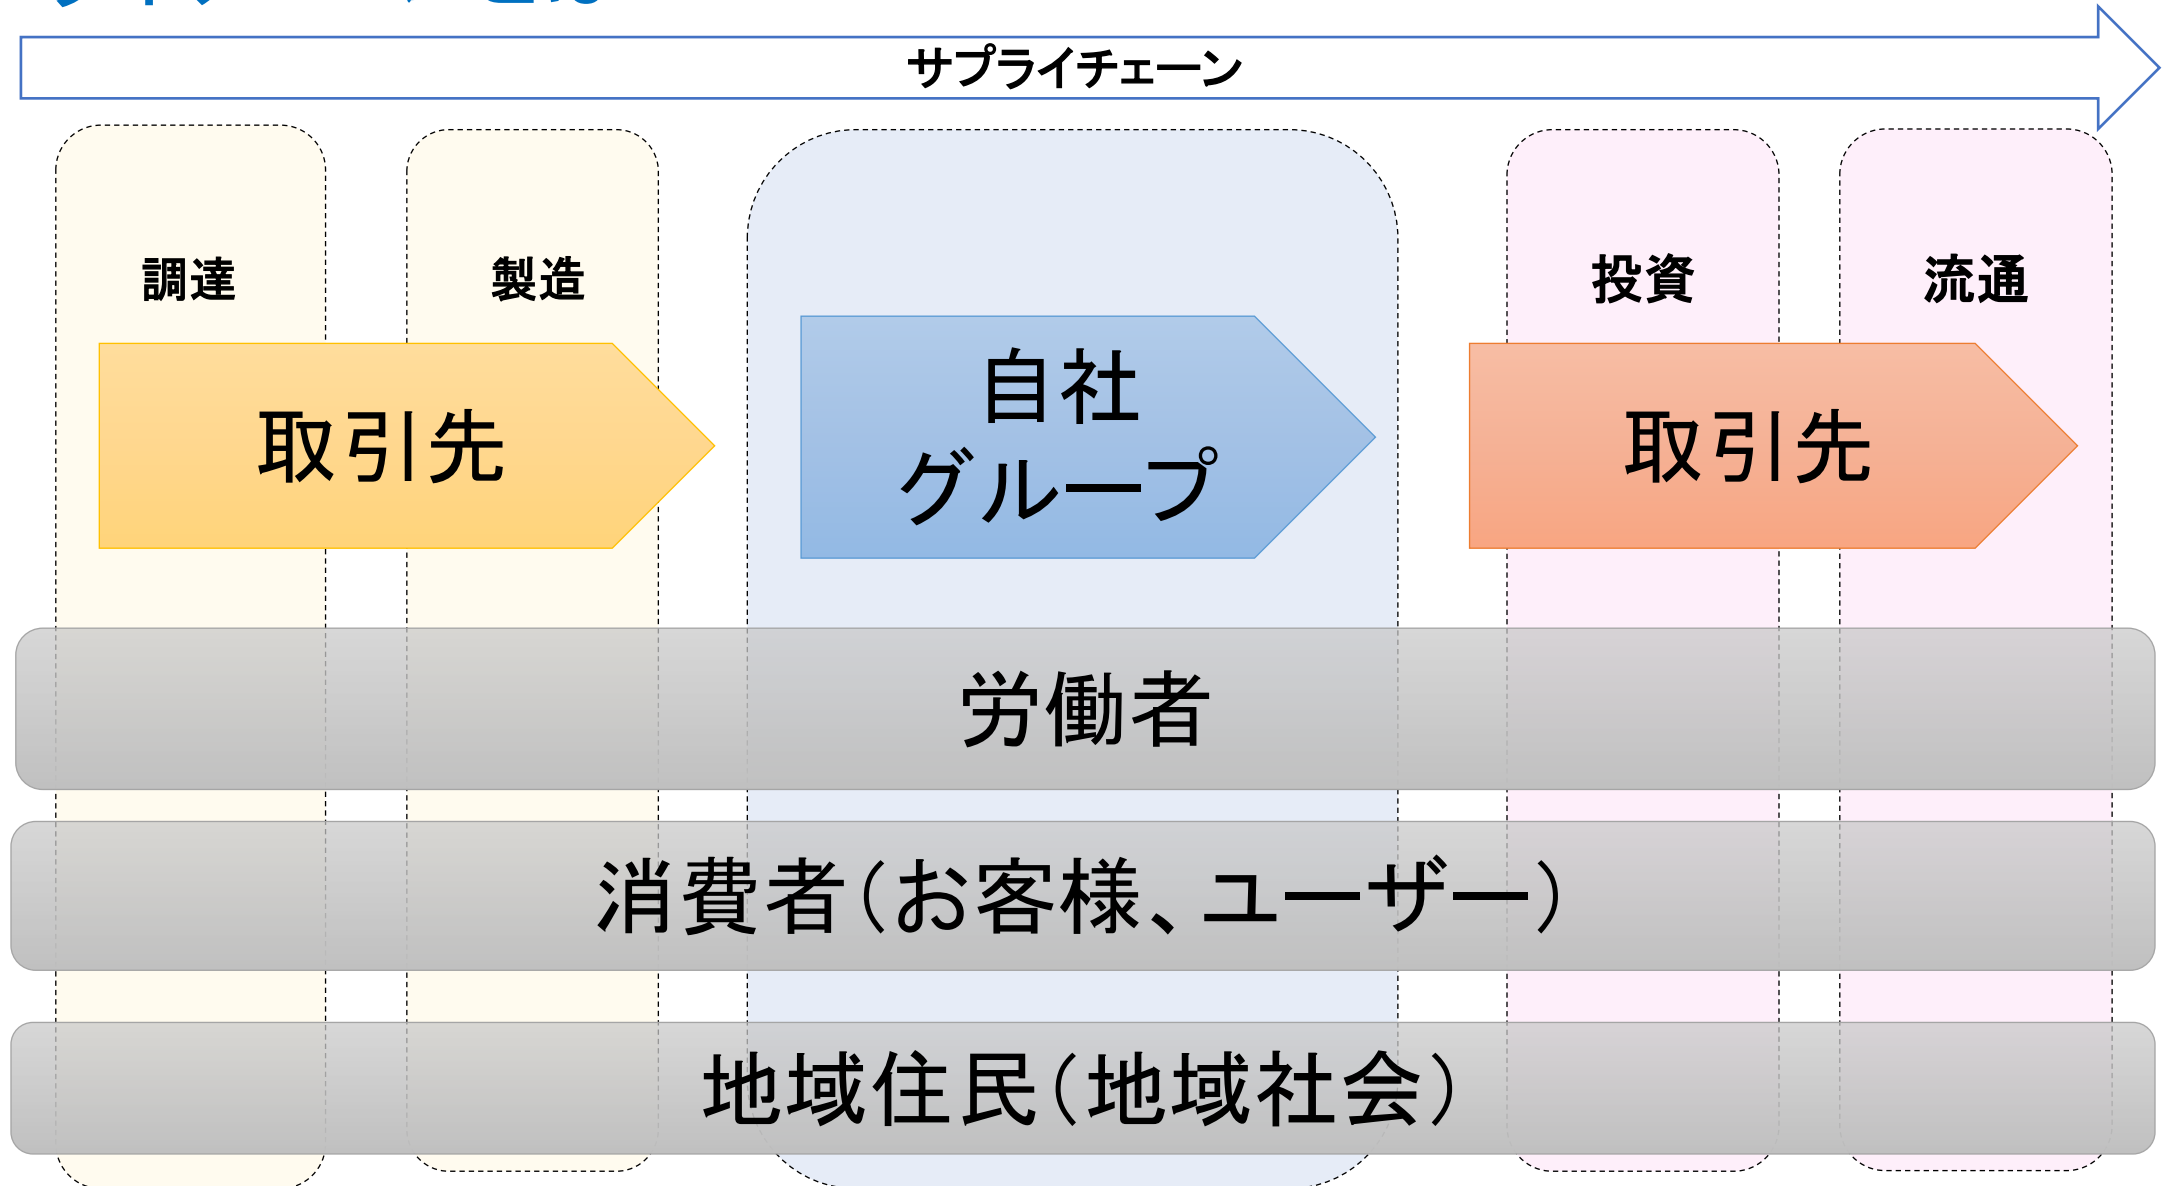 サプライチェーン
調達
製造
投資
流通
取引先
自社
グループ
取引先
労働者
消費者（お客様、ユーザー）
地域住民（地域社会）